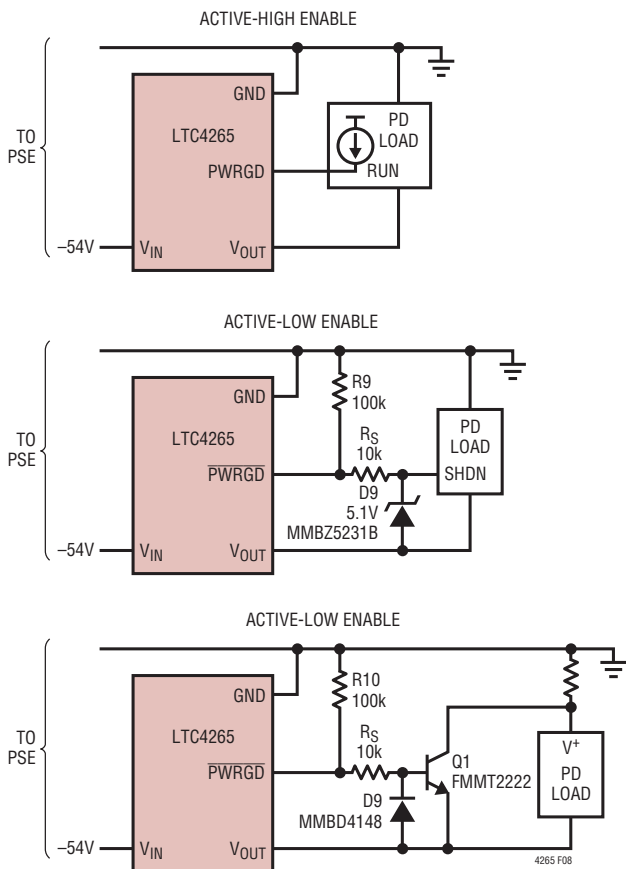 ACTIVE-HIGH ENABLE
GND
LTC4265
PD
LOAD
TO
PSE
PWRGD
RUN
–54V
VIN
VOUT
ACTIVE-LOW ENABLE
R9
100k
GND
LTC4265
RS
10k
PD
LOAD
TO
PSE
PWRGD
SHDN
D9
5.1V
MMBZ5231B
–54V
VIN
VOUT
ACTIVE-LOW ENABLE
R10
100k
GND
LTC4265
RS
10k
V+
PD
LOAD
TO
PSE
PWRGD
Q1
FMMT2222
D9
MMBD4148
–54V
VIN
VOUT
4265 F08